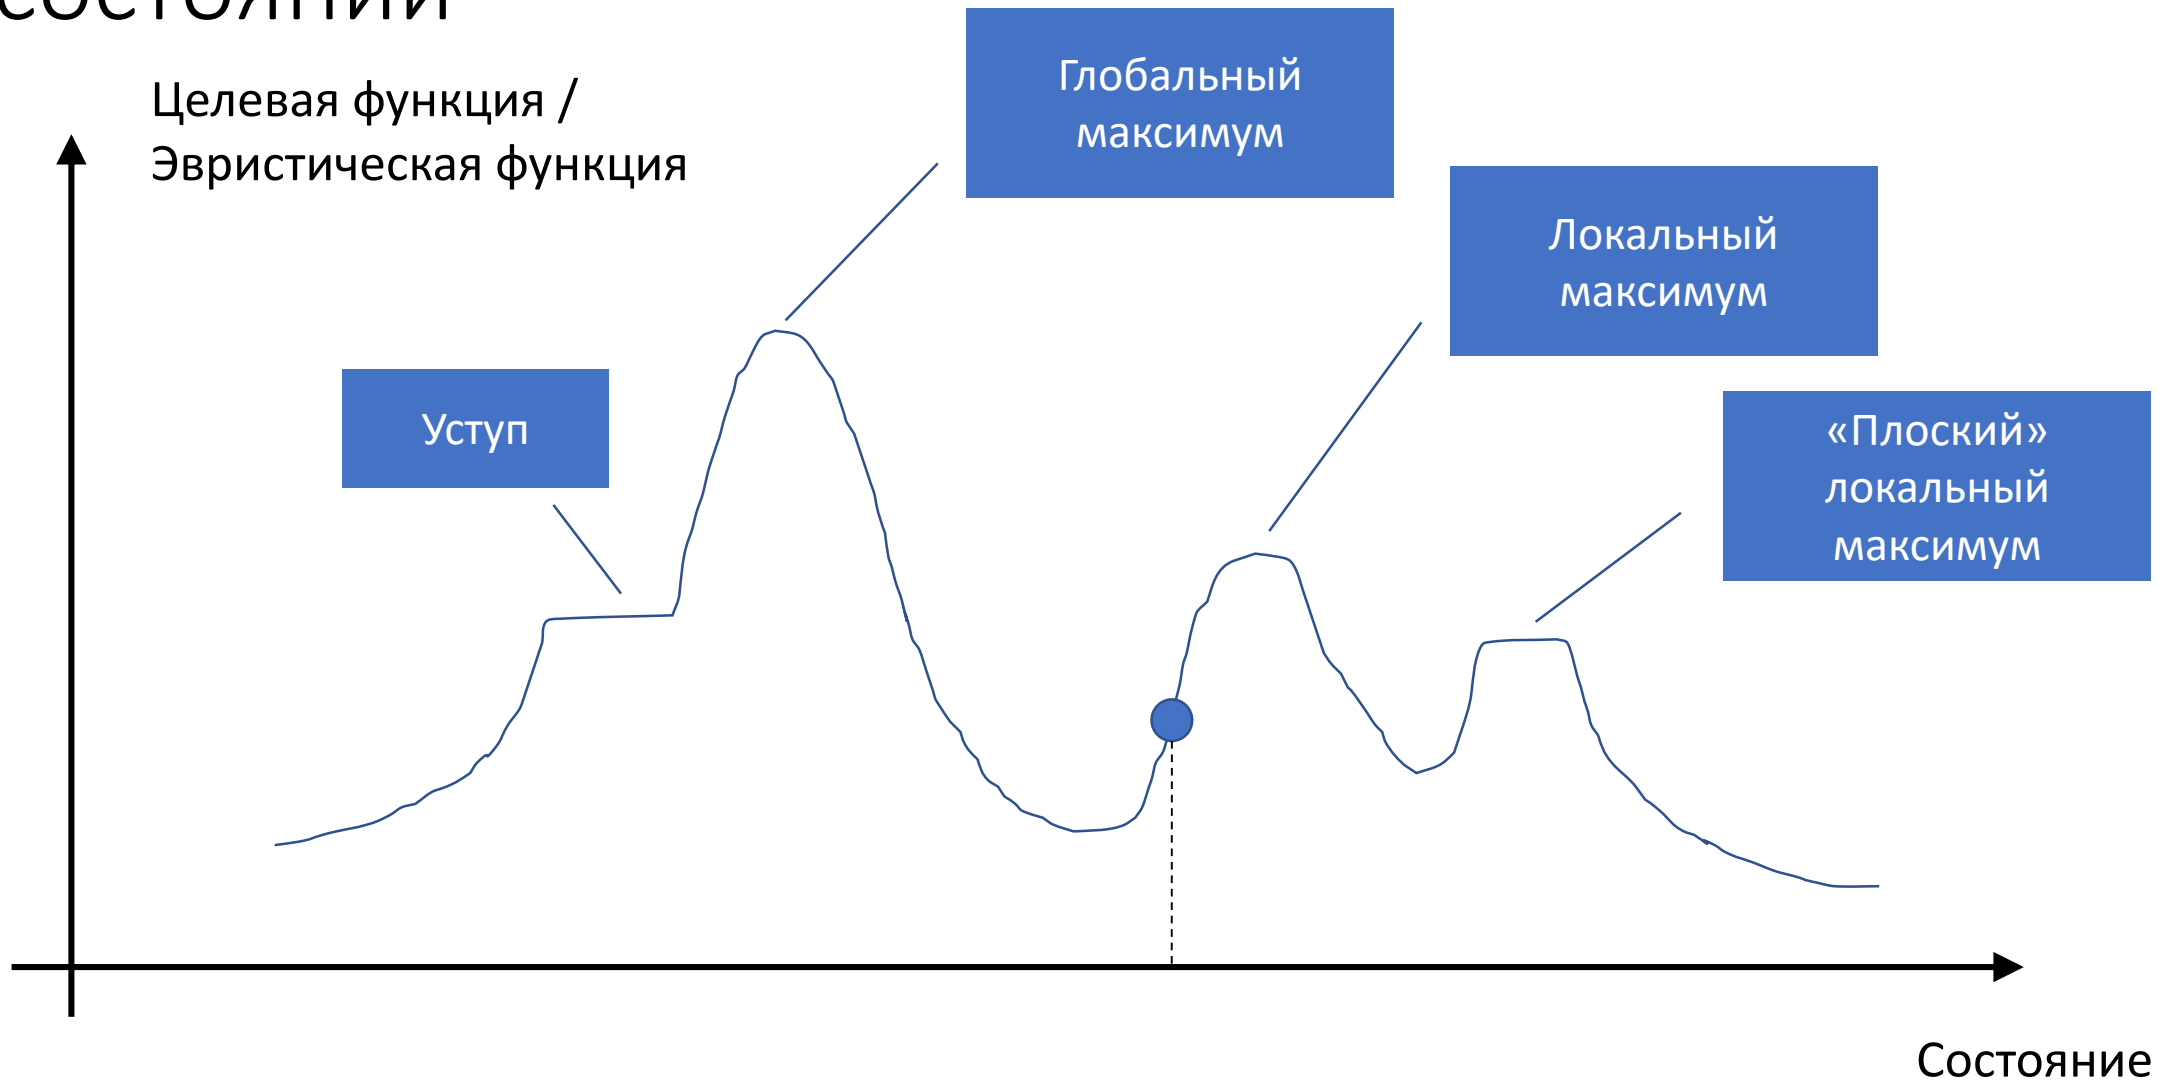 Целевая функция /
Эвристическая функция
Глобальный
максимум
Локальный
максимум
Уступ
«Плоский»
локальный
максимум
Состояние